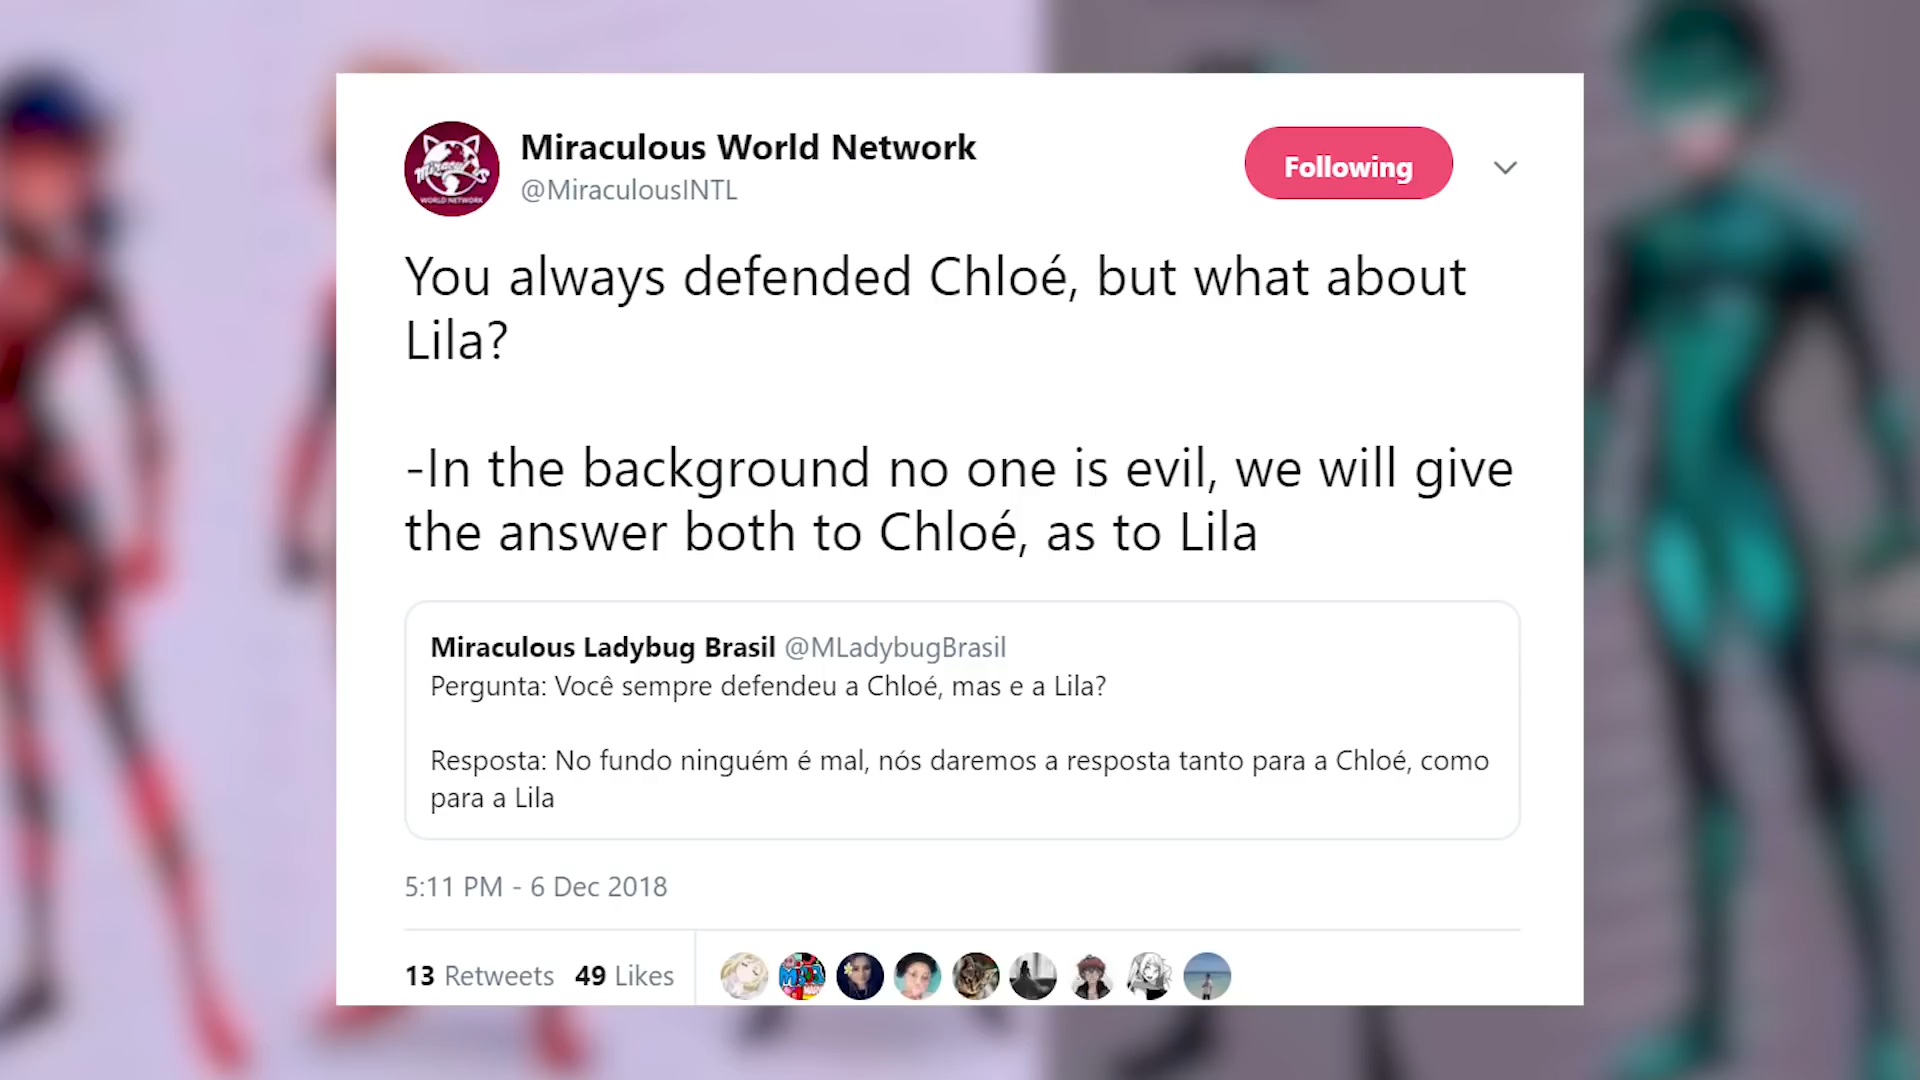 Miraculous World Network
@MiraculousINTL
Following
You always defended Chloé, but what about
Lila?
-In the background no one is evil, we will give
the answer both to Chloé, as to Lila
Miraculous Ladybug Brasil @MLadybugBrasil
Pergunta: Você sempre defendeu a Chloé, mas e a Lila?
Resposta: No fundo ninguém é mal, nós daremos a resposta tanto para a Chloé, como
para a Lila
5:11 PM - 6 Dec 2018
13 Retweets 49 Likes